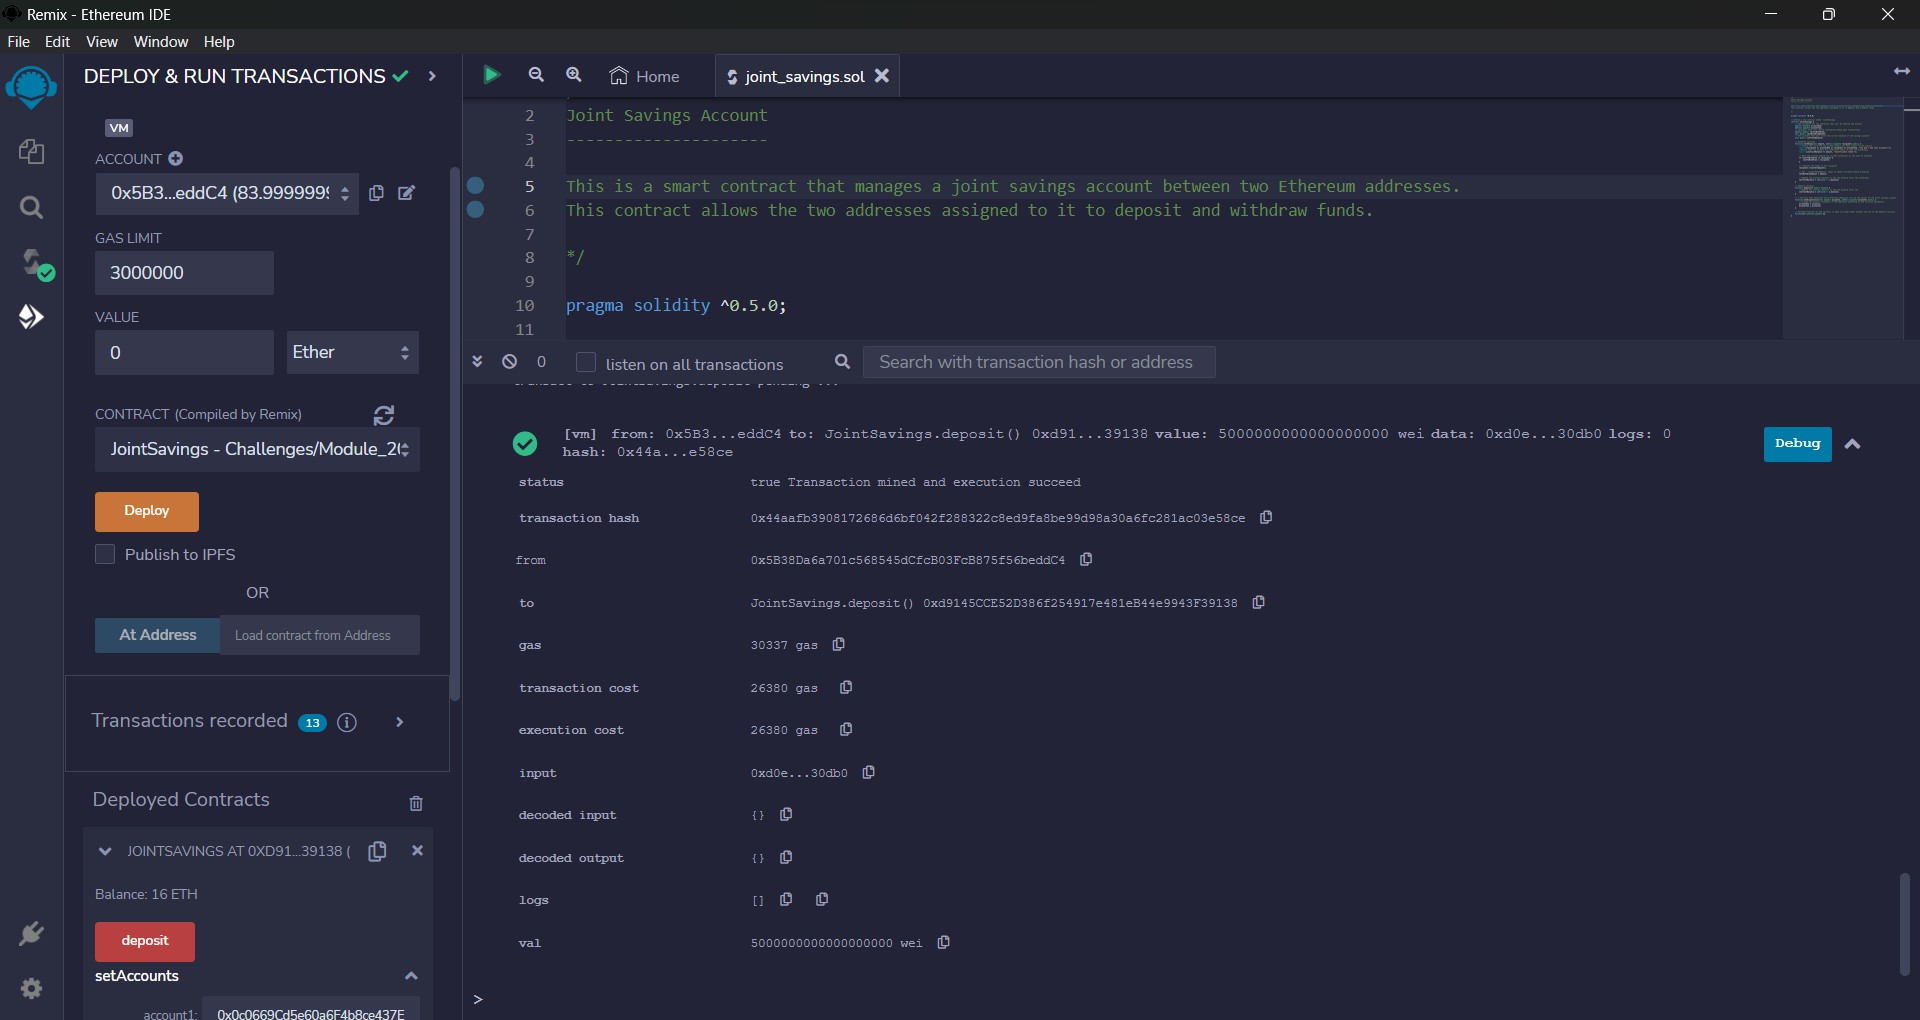 Remix - Ethereum IDE
File Edit View Window Help
DEPLOY & RUN TRANSACTIONS
VM
ACCOUNT
0x5B3...eddC4 (83.9999999
GAS LIMIT
3000000
VALUE
0
Ether
CONTRACT (Compiled by Remix)
JointSavings - Challenges/Module_2(
Deploy
Publish to IPFS
OR
At Address
Load contract from Address
Transactions recorded 13
Deployed Contracts
JOINTSAVINGS AT 0XD91...39138 (
Balance: 16 ETH
deposit
setAccounts
account1: 0x0c0669Cd5e60a6F4b8ce437E
Home
joint_savings.sol
2 Joint Savings Account
3 ---------------------
4
5 This is a smart contract that manages a joint savings account between two Ethereum addresses.
6 This contract allows the two addresses assigned to it to deposit and withdraw funds.
7
8 */
9
10 pragma solidity ^0.5.0;
11
0
listen on all transactions
Search with transaction hash or address
[vm] from: 0x5B3...eddC4 to: JointSavings.deposit() 0xd91...39138 value: 5000000000000000000 wei data: 0xd0e...30db0 logs: 0
hash: 0x44a...e58ce
Debug
status true Transaction mined and execution succeed
transaction hash 0x44aafb3908172686d6bf042f288322c8ed9fa8be99d98a30a6fc281ac03e58ce
from 0x5B38Da6a701c568545dCfcB03FcB875f56beddC4
to JointSavings.deposit() 0xd9145CCE52D386f254917e481eB44e9943F39138
gas 30337 gas
transaction cost 26380 gas
execution cost 26380 gas
input 0xd0e...30db0
decoded input {}
decoded output {}
logs []
val 5000000000000000000 wei
>